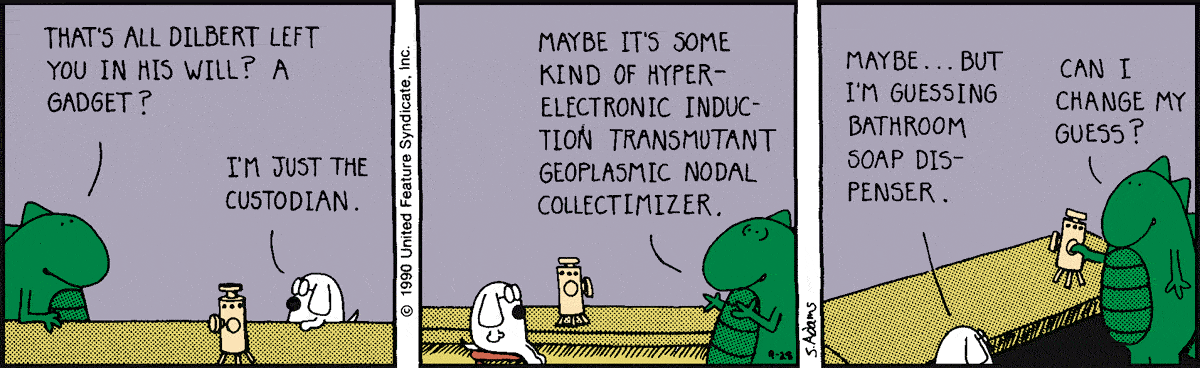 THAT'S ALL DILBERT LEFT
YOU IN HIS WILL? A
GADGET?
I'M JUST THE
CUSTODIAN.
© 1990 United Feature Syndicate, Inc.
MAYBE IT'S SOME
KIND OF HYPER-
ELECTRONIC INDUC-
TION TRANSMUTANT
GEOPLASMIC NODAL
COLLECTIMIZER.
9-28
S.Adams
MAYBE...BUT
I'M GUESSING
BATHROOM
SOAP DIS-
PENSER.
CAN I
CHANGE MY
GUESS?